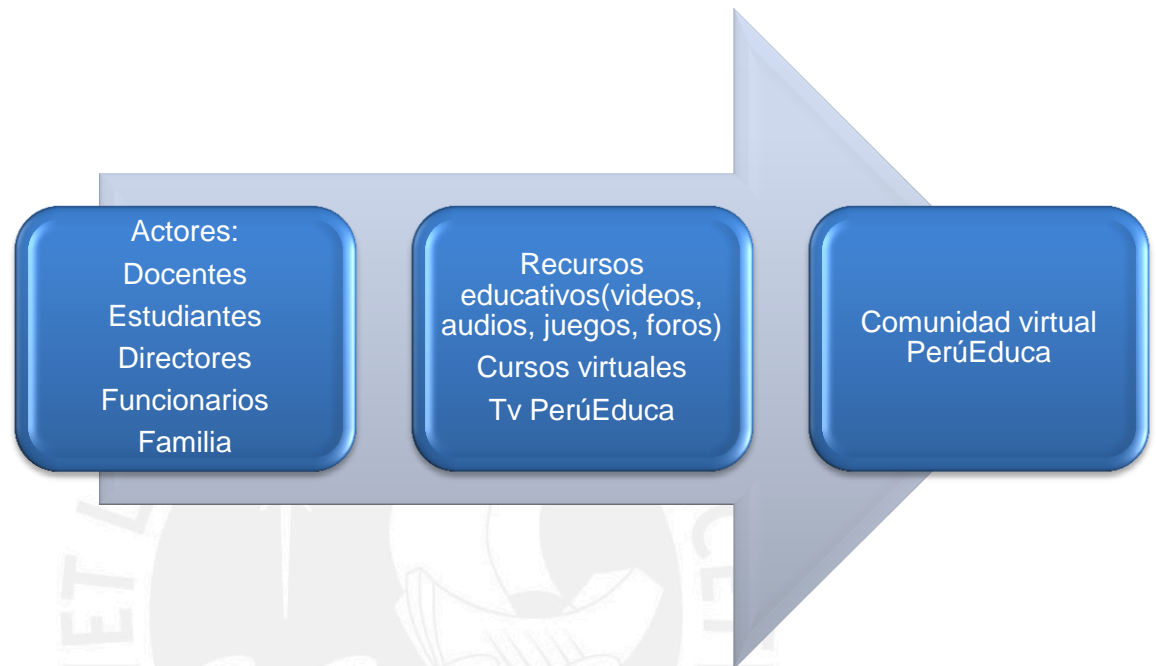 Actores:
Docentes
Estudiantes
Directores
Funcionarios
Familia
Recursos
educativos(videos,
audios, juegos, foros)
Cursos virtuales
Tv PerúEduca
Comunidad virtual
PerúEduca